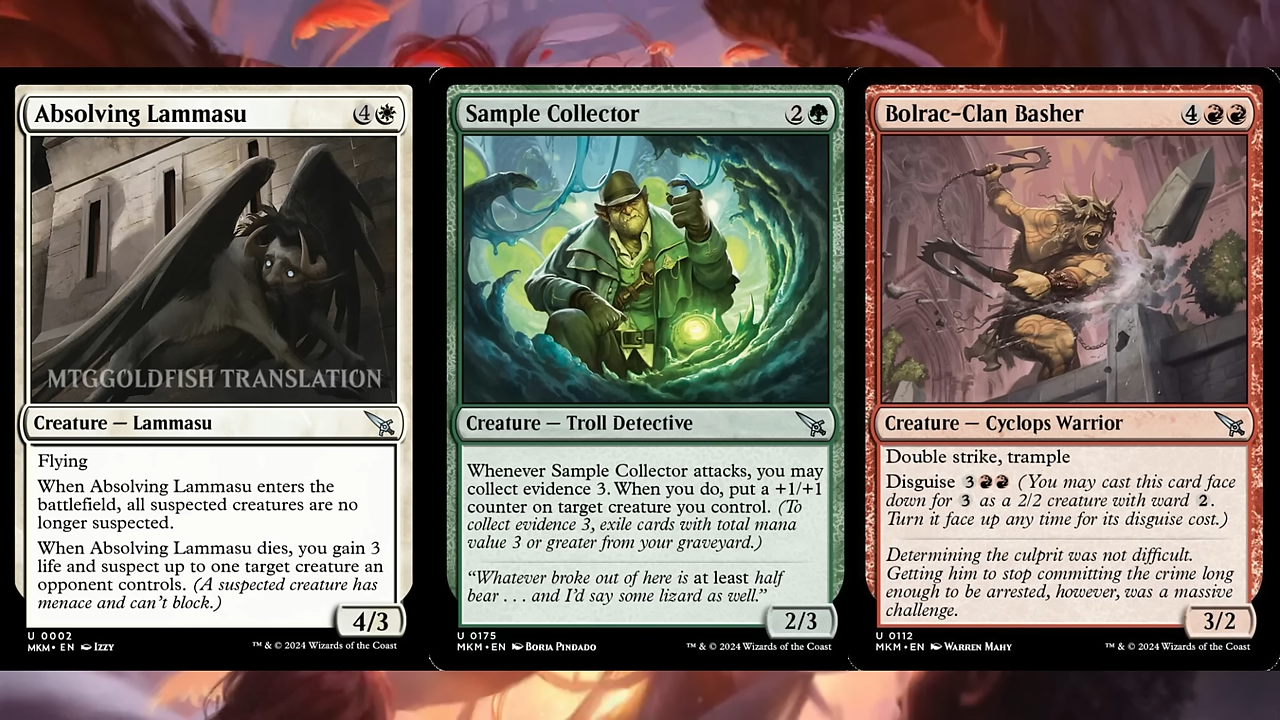 Absolving Lammasu 4
MTGGOLDFISH TRANSLATION
Creature — Lammasu
Flying
When Absolving Lammasu enters the
battlefield, all suspected creatures are no
longer suspected.
When Absolving Lammasu dies, you gain 3
life and suspect up to one target creature an
opponent controls. (A suspected creature has
menace and can't block.)
4/3
U 0002
MKM • EN IZZY
™ & © 2024 Wizards of the Coast
Sample Collector 2
Creature — Troll Detective
Whenever Sample Collector attacks, you may
collect evidence 3. When you do, put a +1/+1
counter on target creature you control. (To
collect evidence 3, exile cards with total mana
value 3 or greater from your graveyard.)
“Whatever broke out of here is at least half
bear . . . and I'd say some lizard as well.”
2/3
U 0175
MKM • EN BORJA PINDADO
™ & © 2024 Wizards of the Coast
Bolrac-Clan Basher 4
Creature — Cyclops Warrior
Double strike, trample
Disguise 3 (You may cast this card face
down for 3 as a 2/2 creature with ward 2.
Turn it face up any time for its disguise cost.)
Determining the culprit was not difficult.
Getting him to stop committing the crime long
enough to be arrested, however, was a massive
challenge.
3/2
U 0112
MKM • EN WARREN MAHY
™ & © 2024 Wizards of the Coast